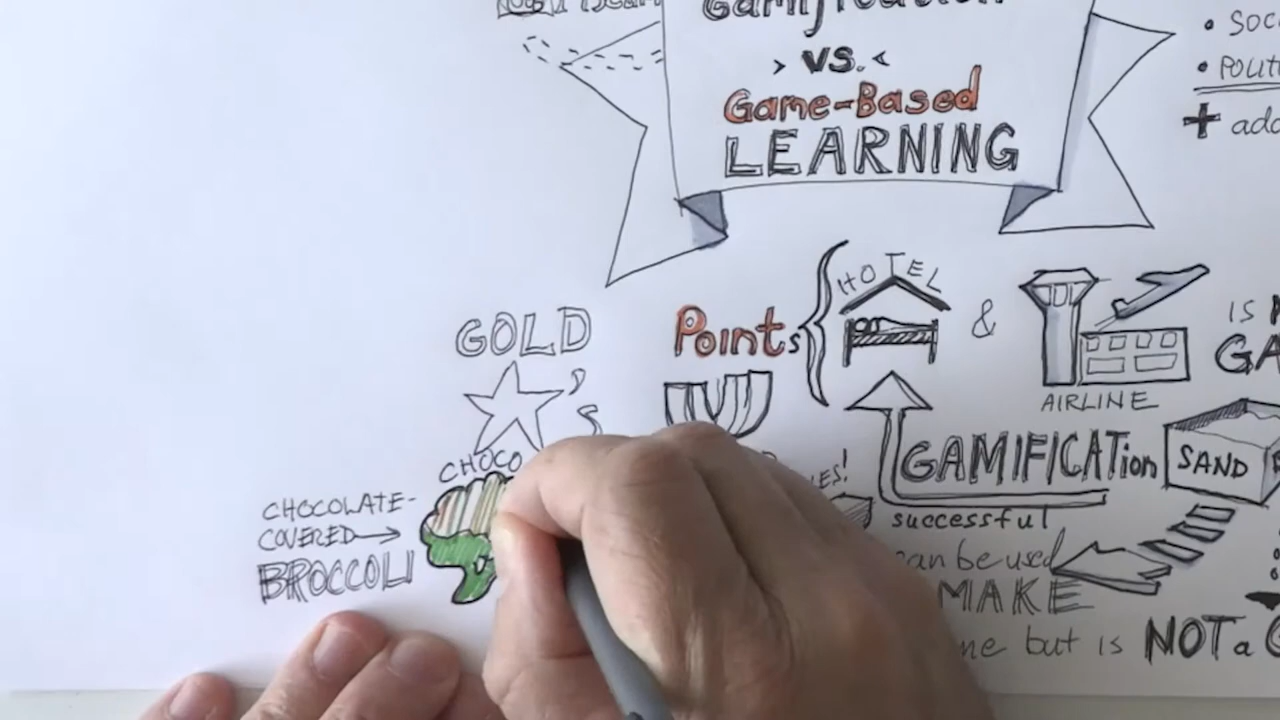 Gamification
> VS. <
Game-Based
LEARNING
• SOC
• POLIT
+ add
GOLD
's
Points
HOTEL
&
AIRLINE
IS
GA
CHOCO
CHOCOLATE-
COVERED
BROCCOLI
GAMIFICATion
SAND
successful
can be used
MAKE
but is NOT a